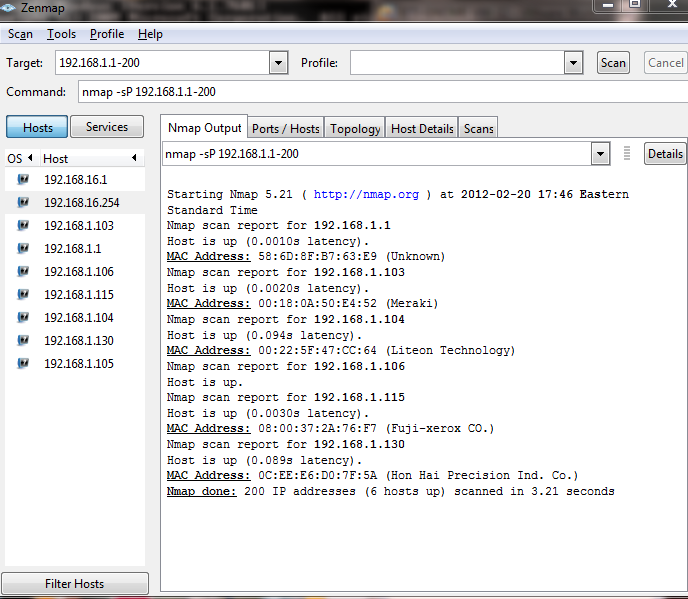 Zenmap
Scan Tools Profile Help
Target: 192.168.1.1-200 Profile: Scan Cancel
Command: nmap -sP 192.168.1.1-200
Hosts Services
Nmap Output Ports / Hosts Topology Host Details Scans
OS Host
nmap -sP 192.168.1.1-200 Details
192.168.16.1
192.168.16.254
192.168.1.103
192.168.1.1
192.168.1.106
192.168.1.115
192.168.1.104
192.168.1.130
192.168.1.105
Filter Hosts
Starting Nmap 5.21 ( http://nmap.org ) at 2012-02-20 17:46 Eastern
Standard Time
Nmap scan report for 192.168.1.1
Host is up (0.0010s latency).
MAC Address: 58:6D:8F:B7:63:E9 (Unknown)
Nmap scan report for 192.168.1.103
Host is up (0.0020s latency).
MAC Address: 00:18:0A:50:E4:52 (Meraki)
Nmap scan report for 192.168.1.104
Host is up (0.094s latency).
MAC Address: 00:22:5F:47:CC:64 (Liteon Technology)
Nmap scan report for 192.168.1.106
Host is up.
Nmap scan report for 192.168.1.115
Host is up (0.0030s latency).
MAC Address: 08:00:37:2A:76:F7 (Fuji-xerox CO.)
Nmap scan report for 192.168.1.130
Host is up (0.089s latency).
MAC Address: 0C:EE:E6:D0:7F:5A (Hon Hai Precision Ind. Co.)
Nmap done: 200 IP addresses (6 hosts up) scanned in 3.21 seconds